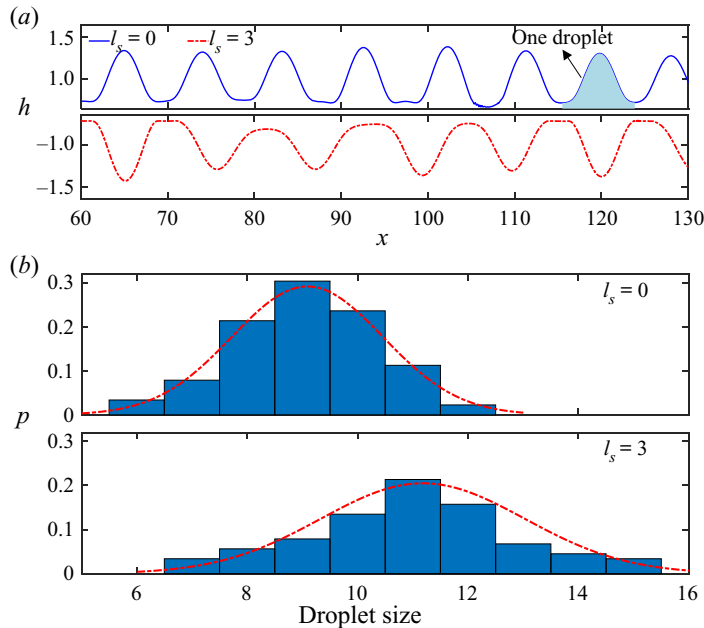 (a)
l_s = 0
l_s = 3
One droplet
1.5
1.0
h
−1.0
−1.5
60 70 80 90 100 110 120 130
x
(b)
0.3
0.2
0.1
0
l_s = 0
p
0.3
0.2
0.1
0
l_s = 3
6 8 10 12 14 16
Droplet size